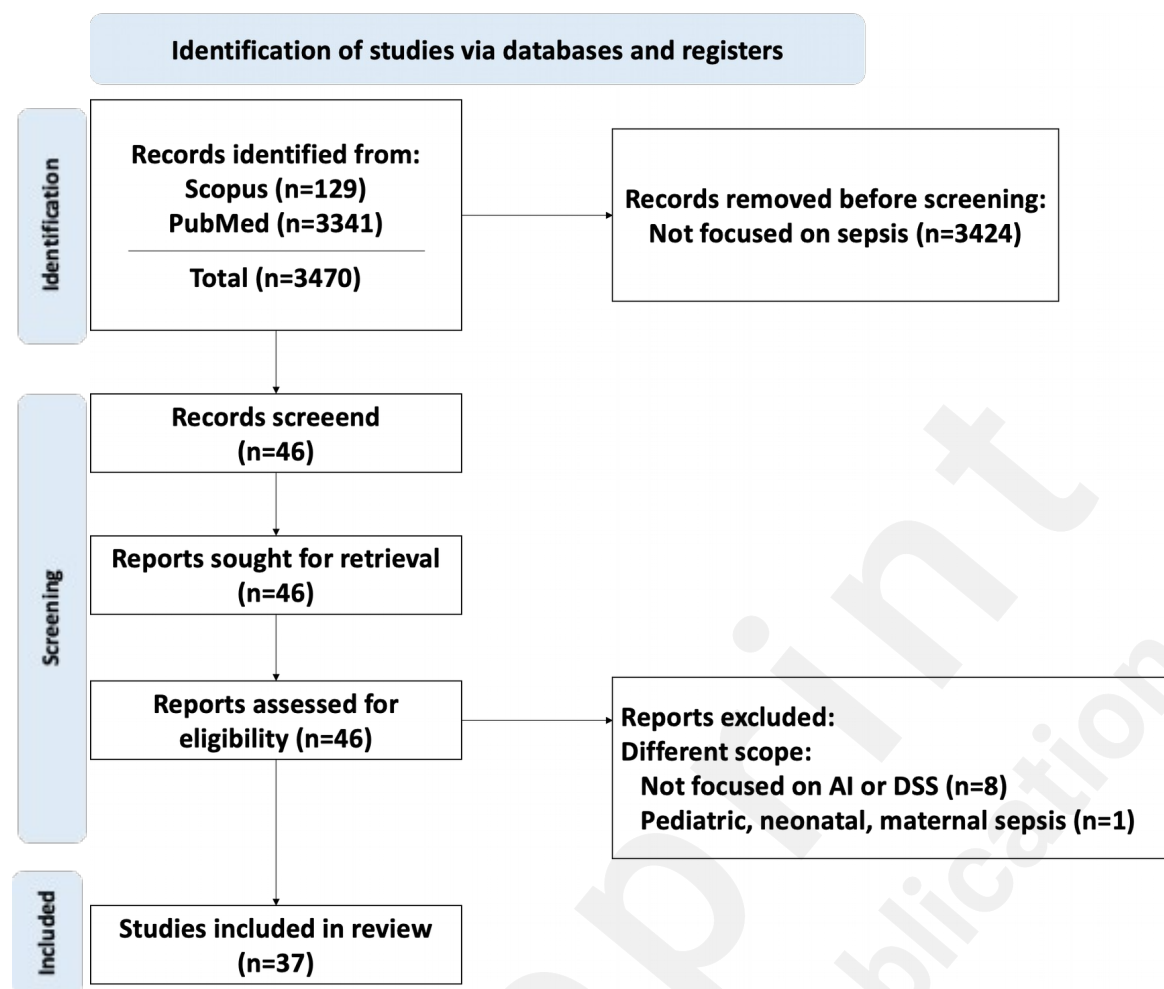 Identification of studies via databases and registers
Identification
Records identified from:
Scopus (n=129)
PubMed (n=3341)
Total (n=3470)
Records removed before screening:
Not focused on sepsis (n=3424)
Screening
Records screeend
(n=46)
Reports sought for retrieval
(n=46)
Reports assessed for
eligibility (n=46)
Reports excluded:
Different scope:
Not focused on AI or DSS (n=8)
Pediatric, neonatal, maternal sepsis (n=1)
Included
Studies included in review
(n=37)